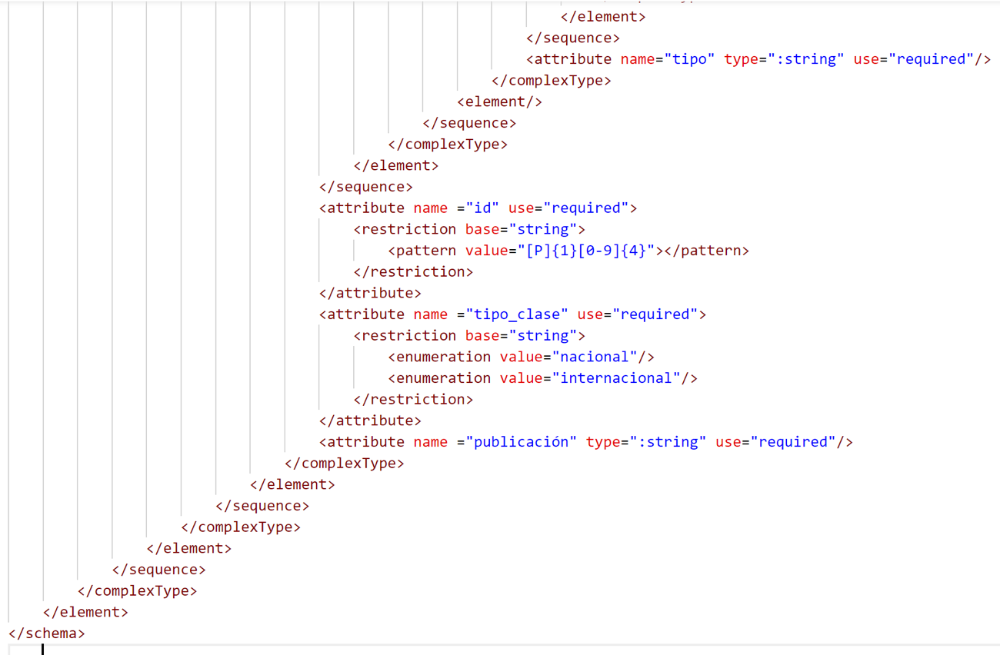 </element>
</sequence>
<attribute name="tipo" type=":string" use="required"/>
</complexType>
<element/>
</sequence>
</complexType>
</element>
</sequence>
<attribute name ="id" use="required">
<restriction base="string">
<pattern value="[P]{1}[0-9]{4}"></pattern>
</restriction>
</attribute>
<attribute name ="tipo_clase" use="required">
<restriction base="string">
<enumeration value="nacional"/>
<enumeration value="internacional"/>
</restriction>
</attribute>
<attribute name ="publicación" type=":string" use="required"/>
</complexType>
</element>
</sequence>
</complexType>
</element>
</sequence>
</complexType>
</element>
</schema>